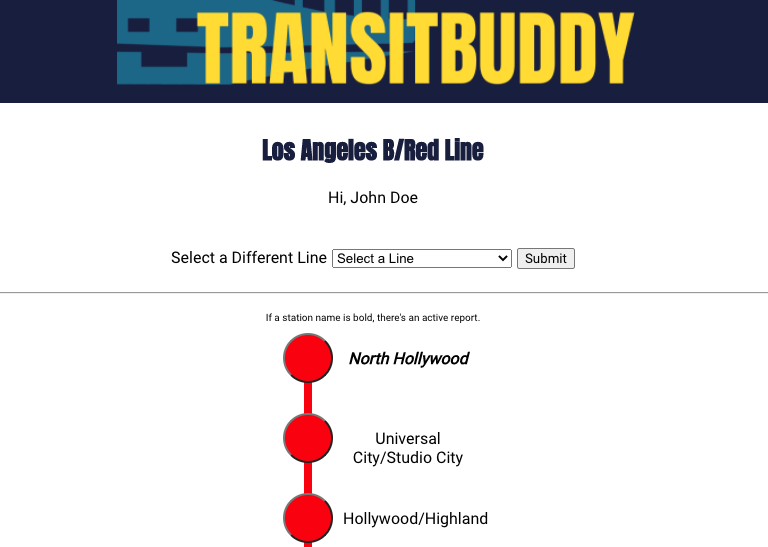 TRANSITBUDDY
Los Angeles B/Red Line
Hi, John Doe
Select a Different Line Select a Line Submit
If a station name is bold, there's an active report.
North Hollywood
Universal
City/Studio City
Hollywood/Highland